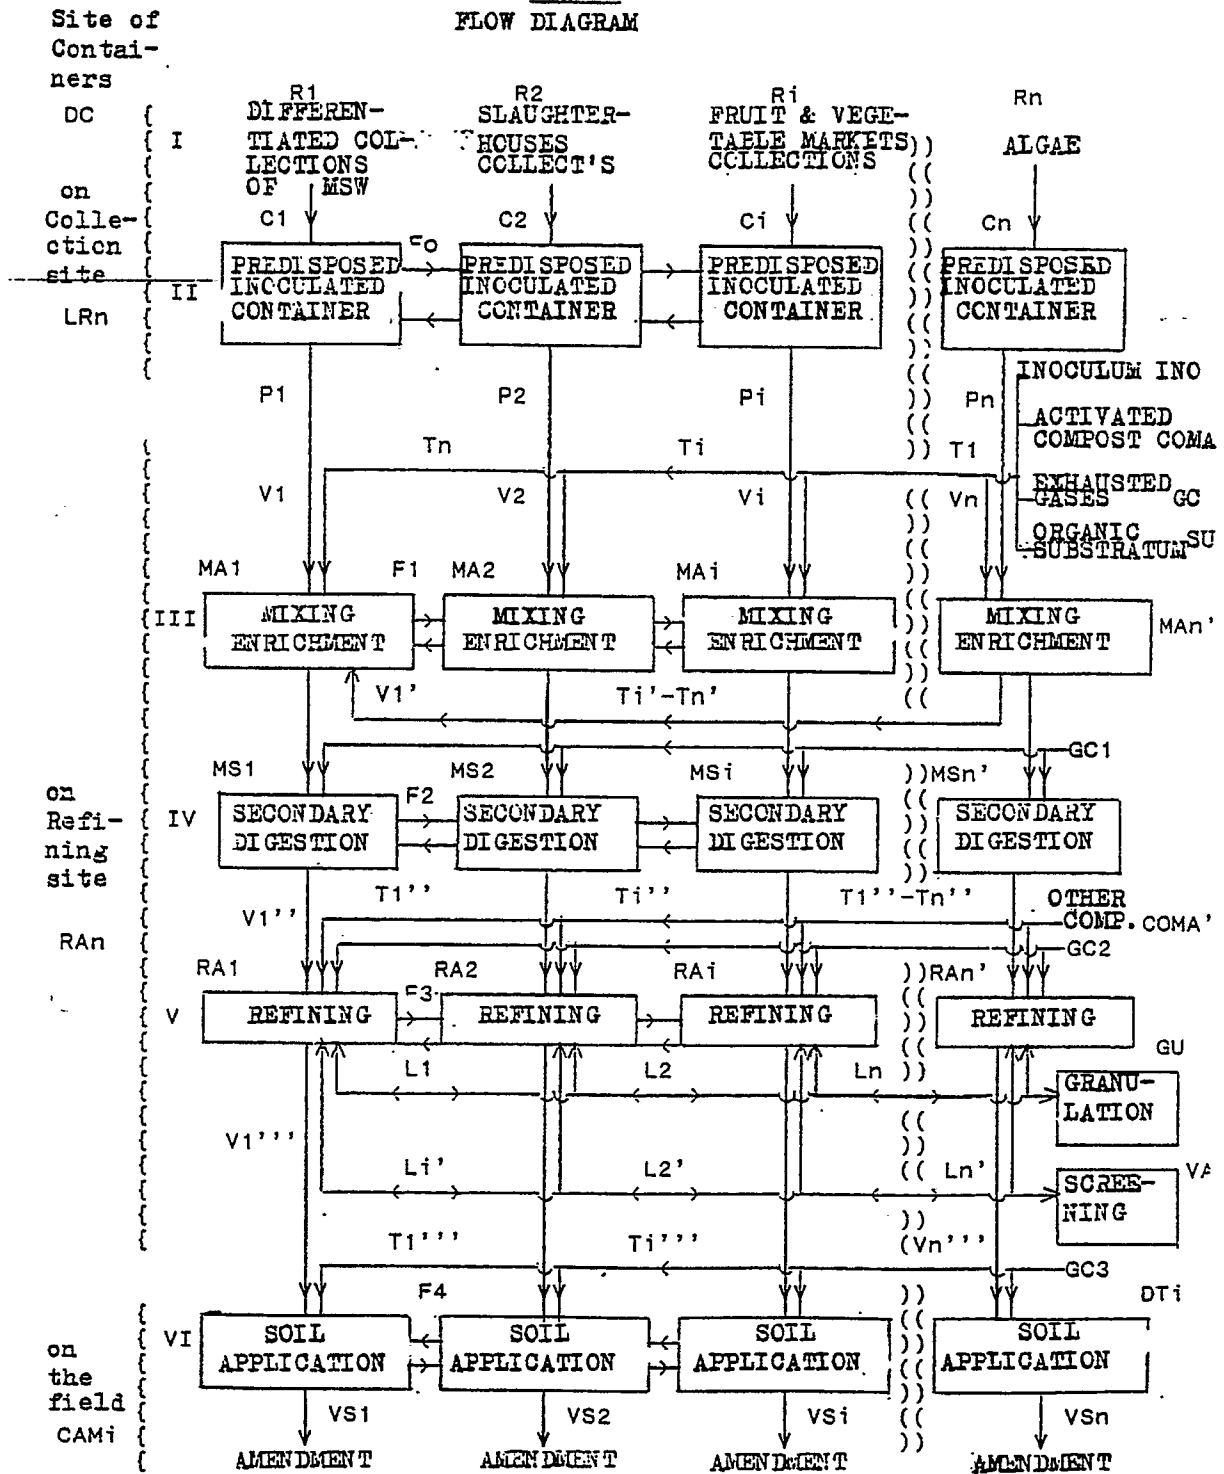 FLOW DIAGRAM
Site of
Contai-
ners
DC
I
R1
DIFFEREN-
TIATED COL-
LECTIONS
OF MSW
R2
SLAUGHTER-
HOUSES
COLLECT'S
Ri
FRUIT & VEGE-
TABLE MARKETS
COLLECTIONS
Rn
ALGAE
on
Colle-
ction
site
II
LRn
C1
F0
C2
Ci
Cn
PREDISPOSED
INOCULATED
CONTAINER
PREDISPOSED
INOCULATED
CONTAINER
PREDISPOSED
INOCULATED
CONTAINER
PREDISPOSED
INOCULATED
CONTAINER
P1
P2
Pi
Pn
INOCULUM INO
ACTIVATED
COMPOST COMA
EXHAUSTED
GASES GC
ORGANIC
SUBSTRATUM SU
Tn
Ti
T1
V1
V2
Vi
Vn
MA1
F1
MA2
MAi
MAn'
III
MIXING
ENRICHMENT
MIXING
ENRICHMENT
MIXING
ENRICHMENT
MIXING
ENRICHMENT
V1'
Ti'-Tn'
GC1
MS1
F2
MS2
MSi
MSn'
on
Refi-
ning
site
IV
SECONDARY
DIGESTION
SECONDARY
DIGESTION
SECONDARY
DIGESTION
SECONDARY
DIGESTION
T1''
Ti''
T1''-Tn''
OTHER
COMP. COMA'
V1''
RAn
GC2
RA1
F3
RA2
RAi
RAn'
V
REFINING
REFINING
REFINING
REFINING
GU
L1
L2
Ln
GRANU-
LATION
V1'''
Li'
L2'
Ln'
VA
SCREE-
NING
T1'''
Ti'''
Vn'''
GC3
F4
DTi
on
the
field
CAMi
VI
SOIL
APPLICATION
SOIL
APPLICATION
SOIL
APPLICATION
SOIL
APPLICATION
VS1
VS2
VSi
VSn
AMENDMENT
AMENDMENT
AMENDMENT
AMENDMENT